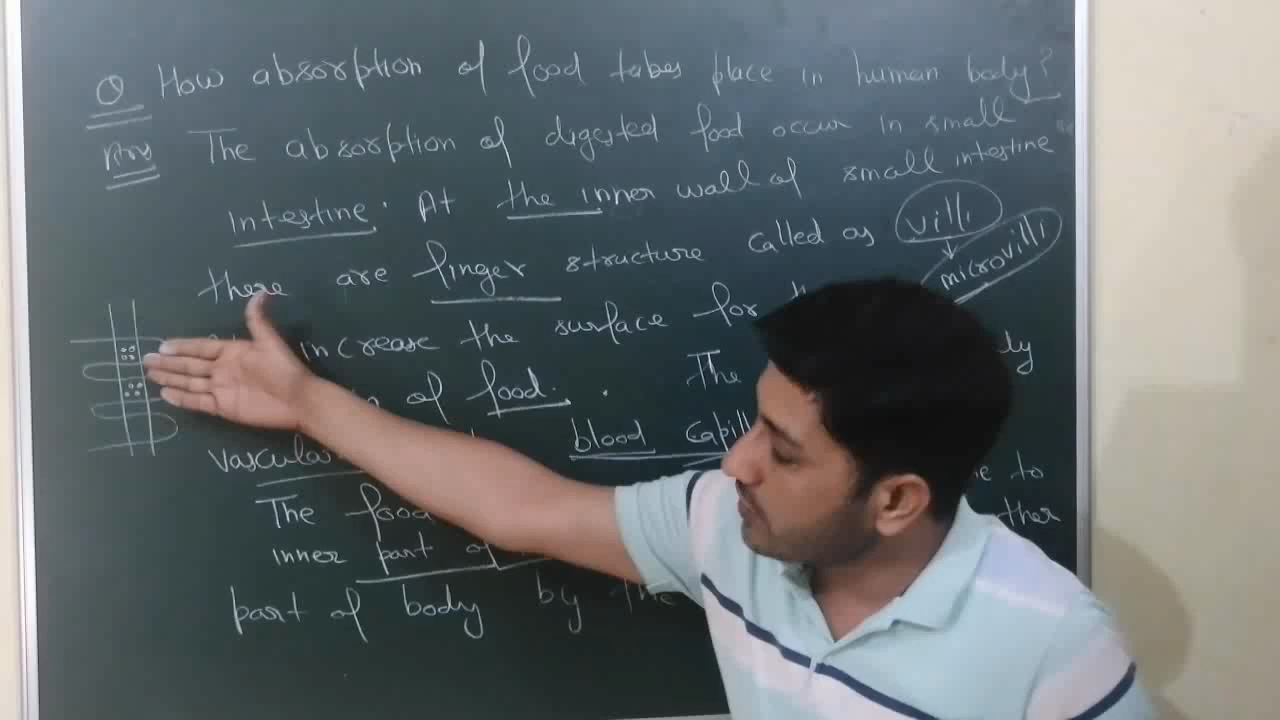 Q How absorption of food takes place in human body?
Ans The absorption of digested food occur in small
intestine. At the inner wall of small intestine
there are finger structure called as villi
microvilli
increase the surface for
of food. The
vascular blood
The food
inner part of
part of body by the